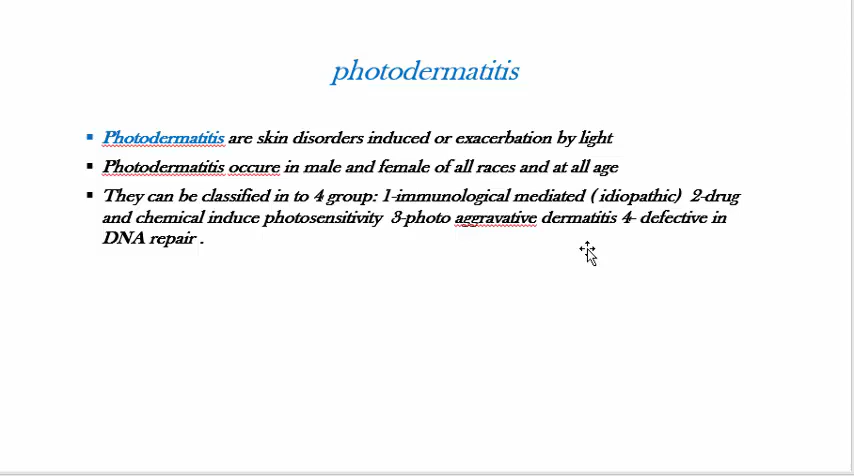 photodermatitis
▪ Photodermatitis are skin disorders induced or exacerbation by light
▪ Photodermatitis occure in male and female of all races and at all age
▪ They can be classified in to 4 group: 1-immunological mediated ( idiopathic) 2-drug
and chemical induce photosensitivity 3-photo aggravative dermatitis 4- defective in
DNA repair .